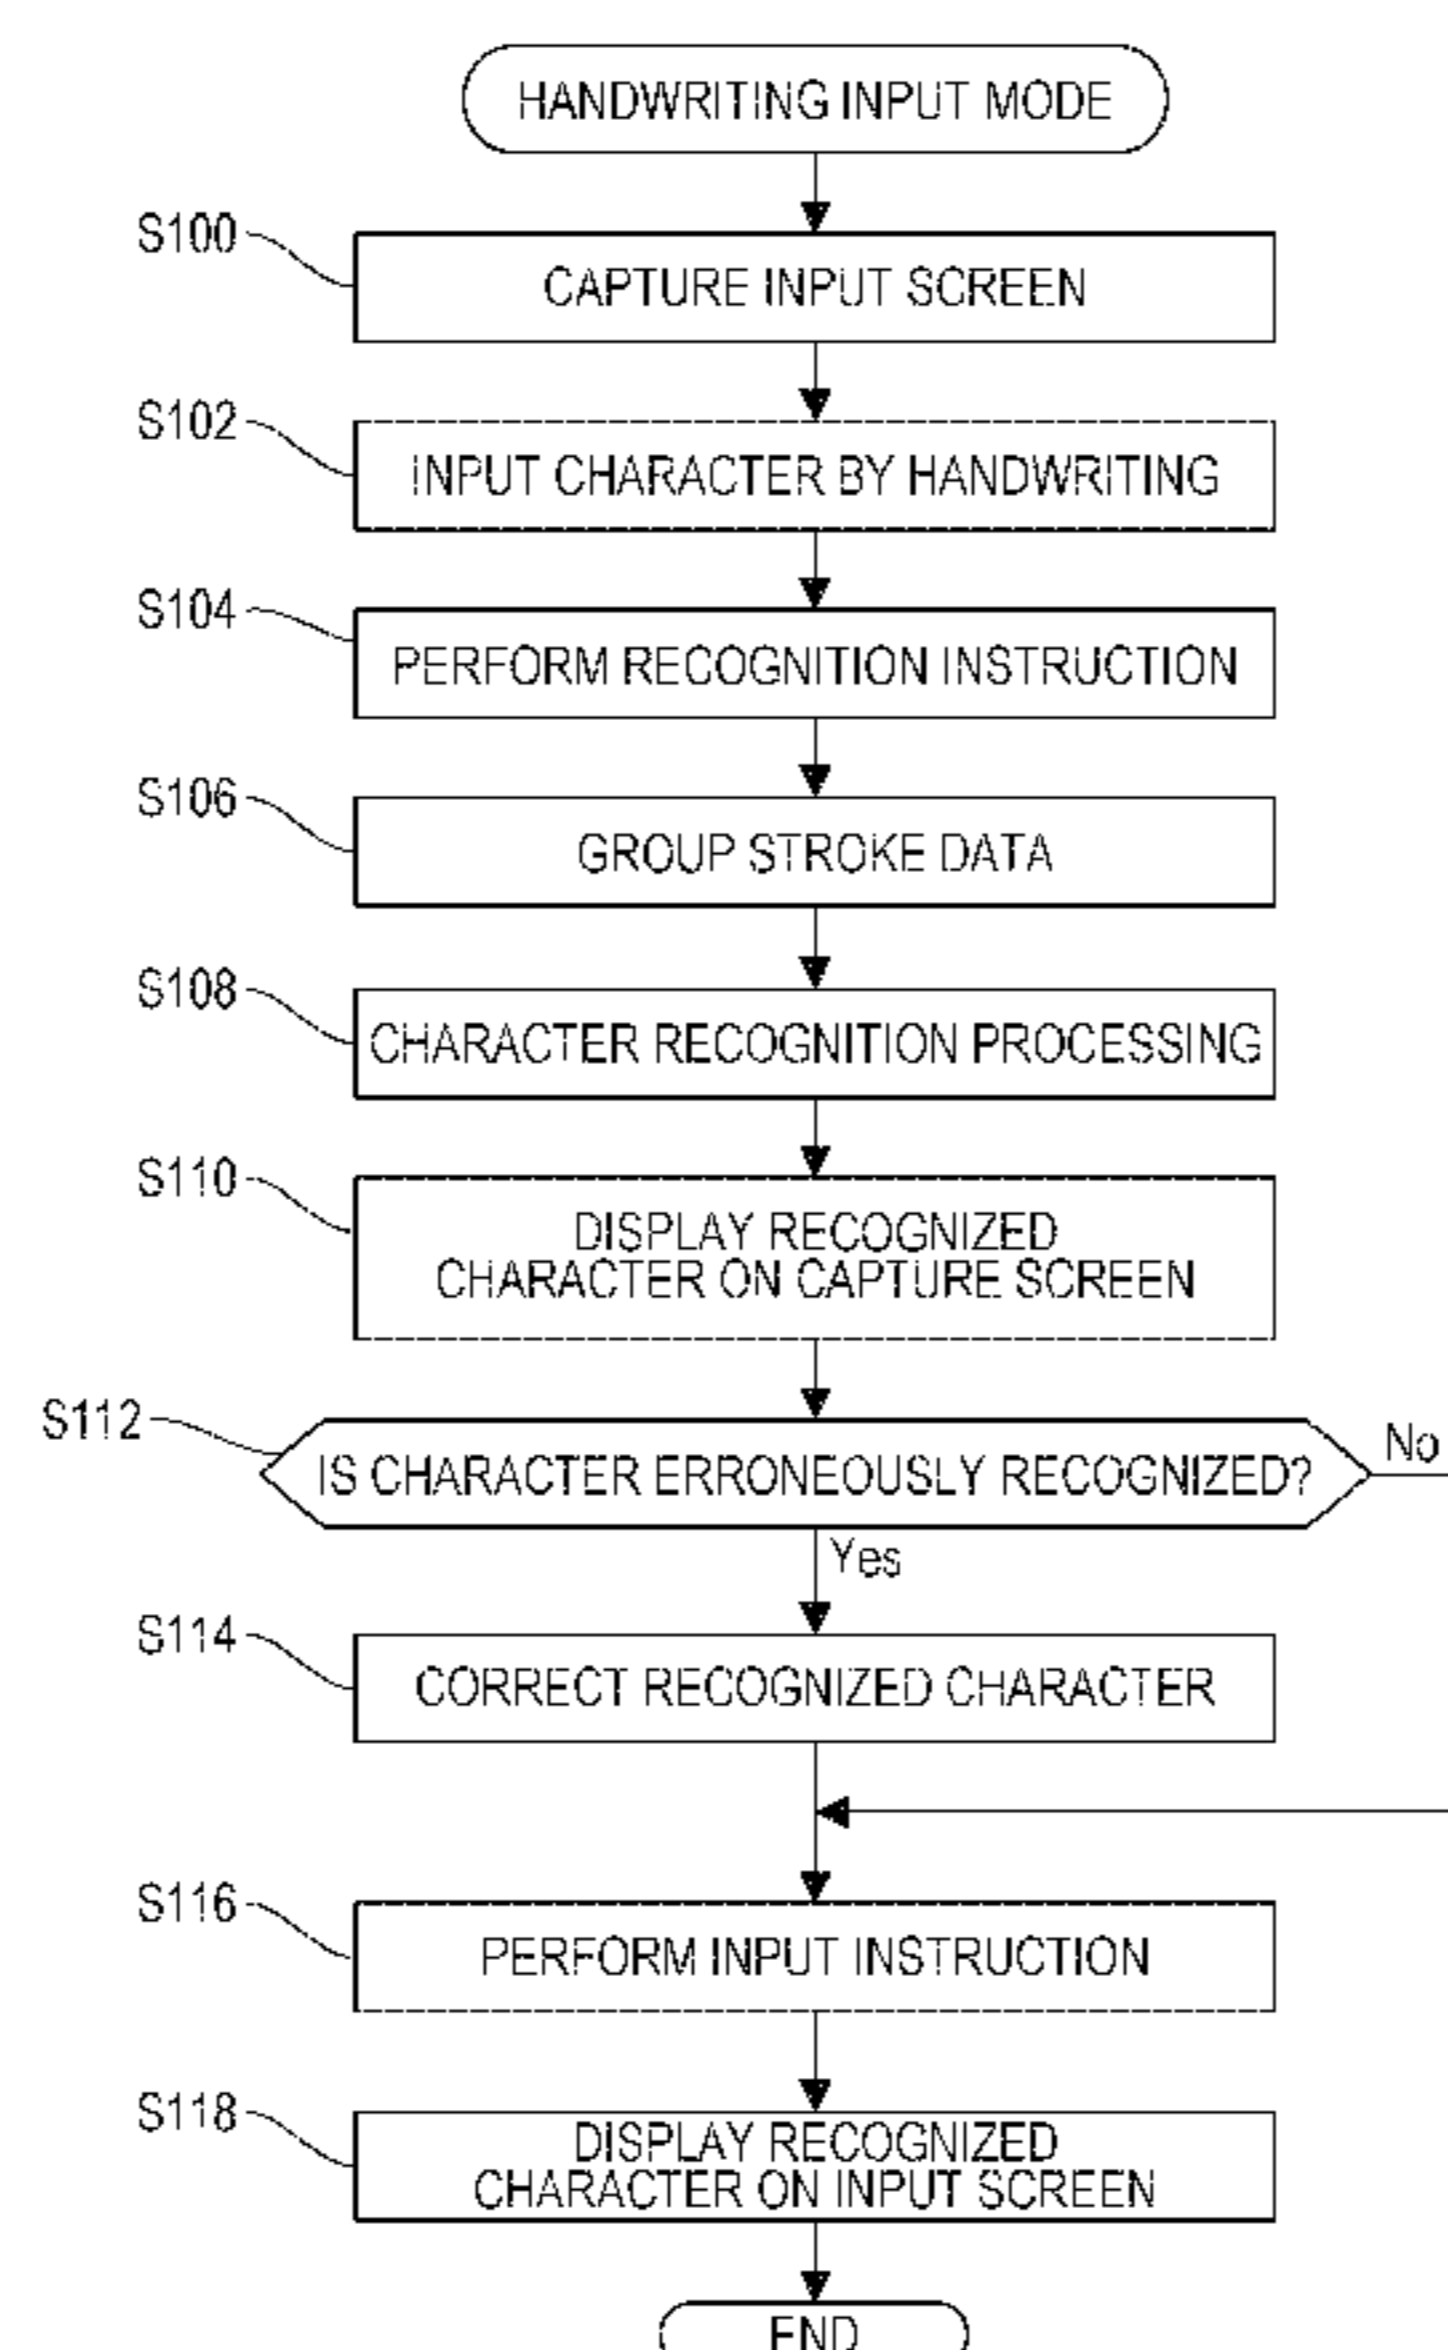 HANDWRITING INPUT MODE
S100
CAPTURE INPUT SCREEN
S102
INPUT CHARACTER BY HANDWRITING
S104
PERFORM RECOGNITION INSTRUCTION
S106
GROUP STROKE DATA
S108
CHARACTER RECOGNITION PROCESSING
S110
DISPLAY RECOGNIZED
CHARACTER ON CAPTURE SCREEN
S112
IS CHARACTER ERRONEOUSLY RECOGNIZED?
No
Yes
S114
CORRECT RECOGNIZED CHARACTER
S116
PERFORM INPUT INSTRUCTION
S118
DISPLAY RECOGNIZED
CHARACTER ON INPUT SCREEN
END